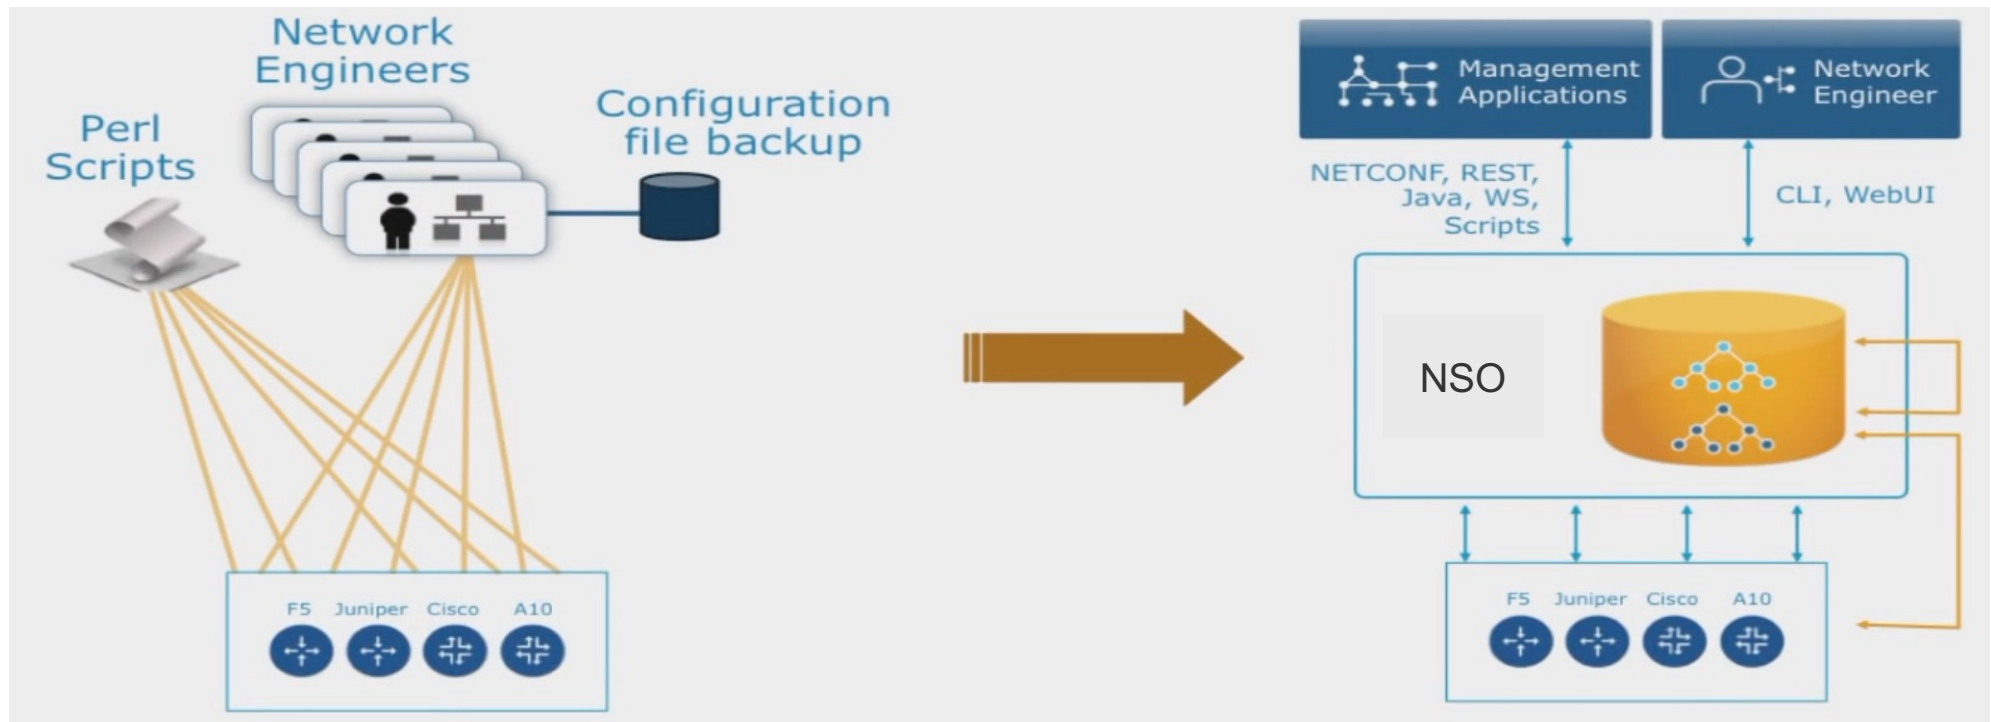 Network
Engineers
Perl
Scripts
Configuration
file backup
F5 Juniper Cisco A10
Management
Applications
Network
Engineer
NETCONF, REST,
Java, WS,
Scripts
CLI, WebUI
NSO
F5 Juniper Cisco A10